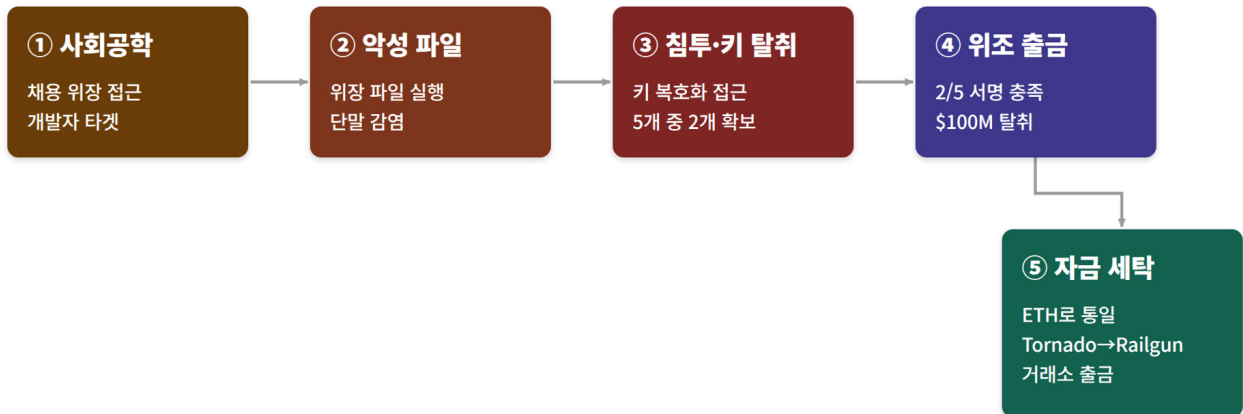 ① 사회공학
채용 위장 접근
개발자 타겟
② 악성 파일
위장 파일 실행
단말 감염
③ 침투·키 탈취
키 복호화 접근
5개 중 2개 확보
④ 위조 출금
2/5 서명 충족
$100M 탈취
⑤ 자금 세탁
ETH로 통일
Tornado→Railgun
거래소 출금